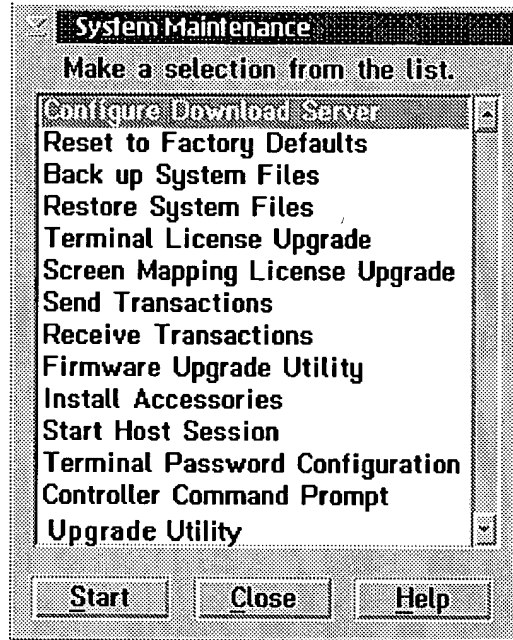 System Maintenance
Make a selection from the list.
Configure Download Server
Reset to Factory Defaults
Back up System Files
Restore System Files
Terminal License Upgrade
Screen Mapping License Upgrade
Send Transactions
Receive Transactions
Firmware Upgrade Utility
Install Accessories
Start Host Session
Terminal Password Configuration
Controller Command Prompt
Upgrade Utility
Start Close Help